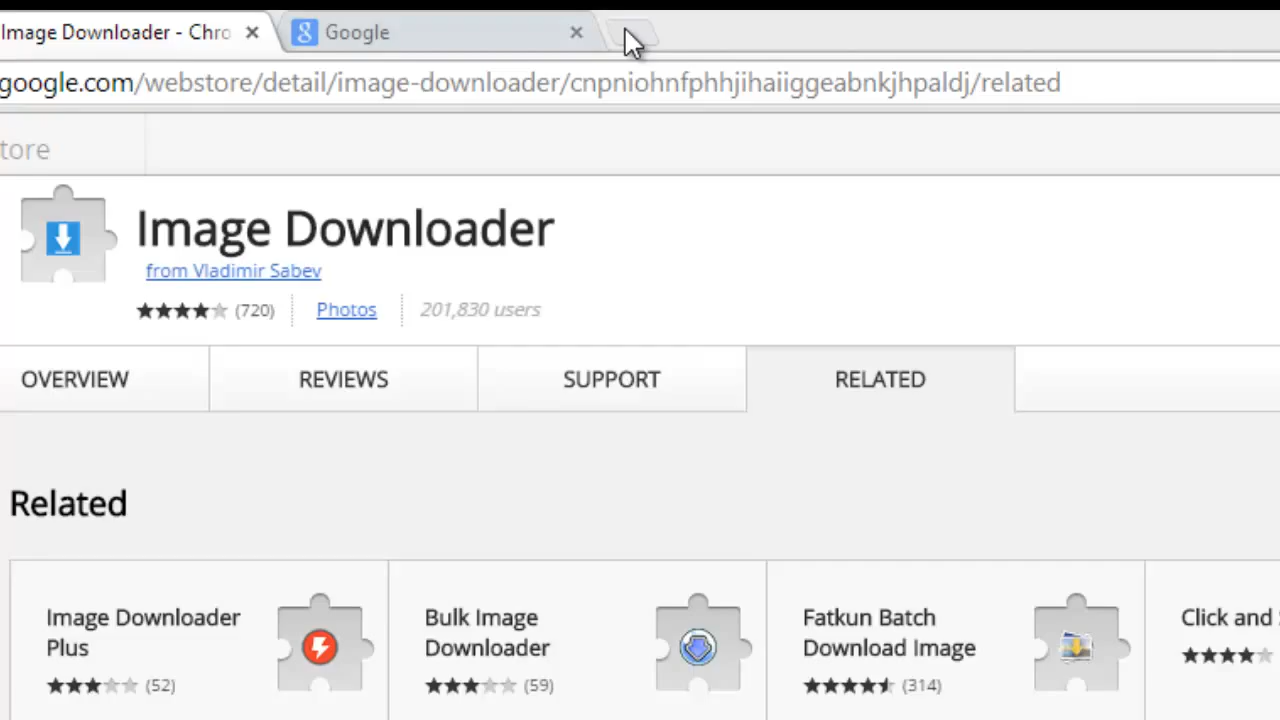 Image Downloader - Chro
Google
google.com/webstore/detail/image-downloader/cnpniohnfphhjihaiiggeabnkjhpaldj/related
tore
Image Downloader
from Vladimir Sabev
(720) Photos 201,830 users
OVERVIEW REVIEWS SUPPORT RELATED
Related
Image Downloader
Plus
(52)
Bulk Image
Downloader
(59)
Fatkun Batch
Download Image
(314)
Click and